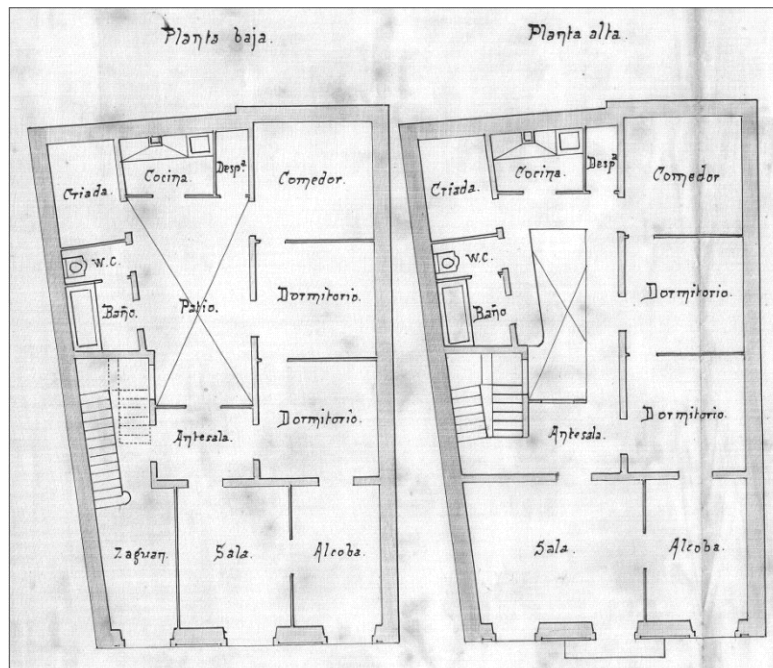 Planta baja.
Criada.
Cocina.
Despª
Comedor.
W.C.
Baño.
Patio.
Dormitorio.
Dormitorio.
Antesala.
Zaguan.
Sala.
Alcoba.
Planta alta.
Criada.
Cocina.
Despª
Comedor
W.C.
Baño
Dormitorio.
Dormitorio.
Antesala.
Sala.
Alcoba.